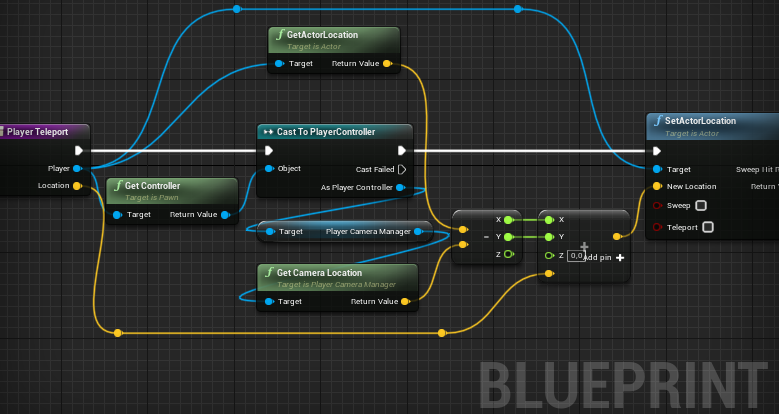 f GetActorLocation
Target is Actor
Target Return Value
Player Teleport
Player
Location
Cast To PlayerController
Object Cast Failed
As Player Controller
f Get Controller
Target is Pawn
Target Return Value
Target Player Camera Manager
f Get Camera Location
Target is Player Camera Manager
Target Return Value
X
- Y
Z
X
Y
Z 0,0 Add pin +
f SetActorLocation
Target is Actor
Target Sweep Hit R
New Location Return
Sweep
Teleport
BLUEPRINT